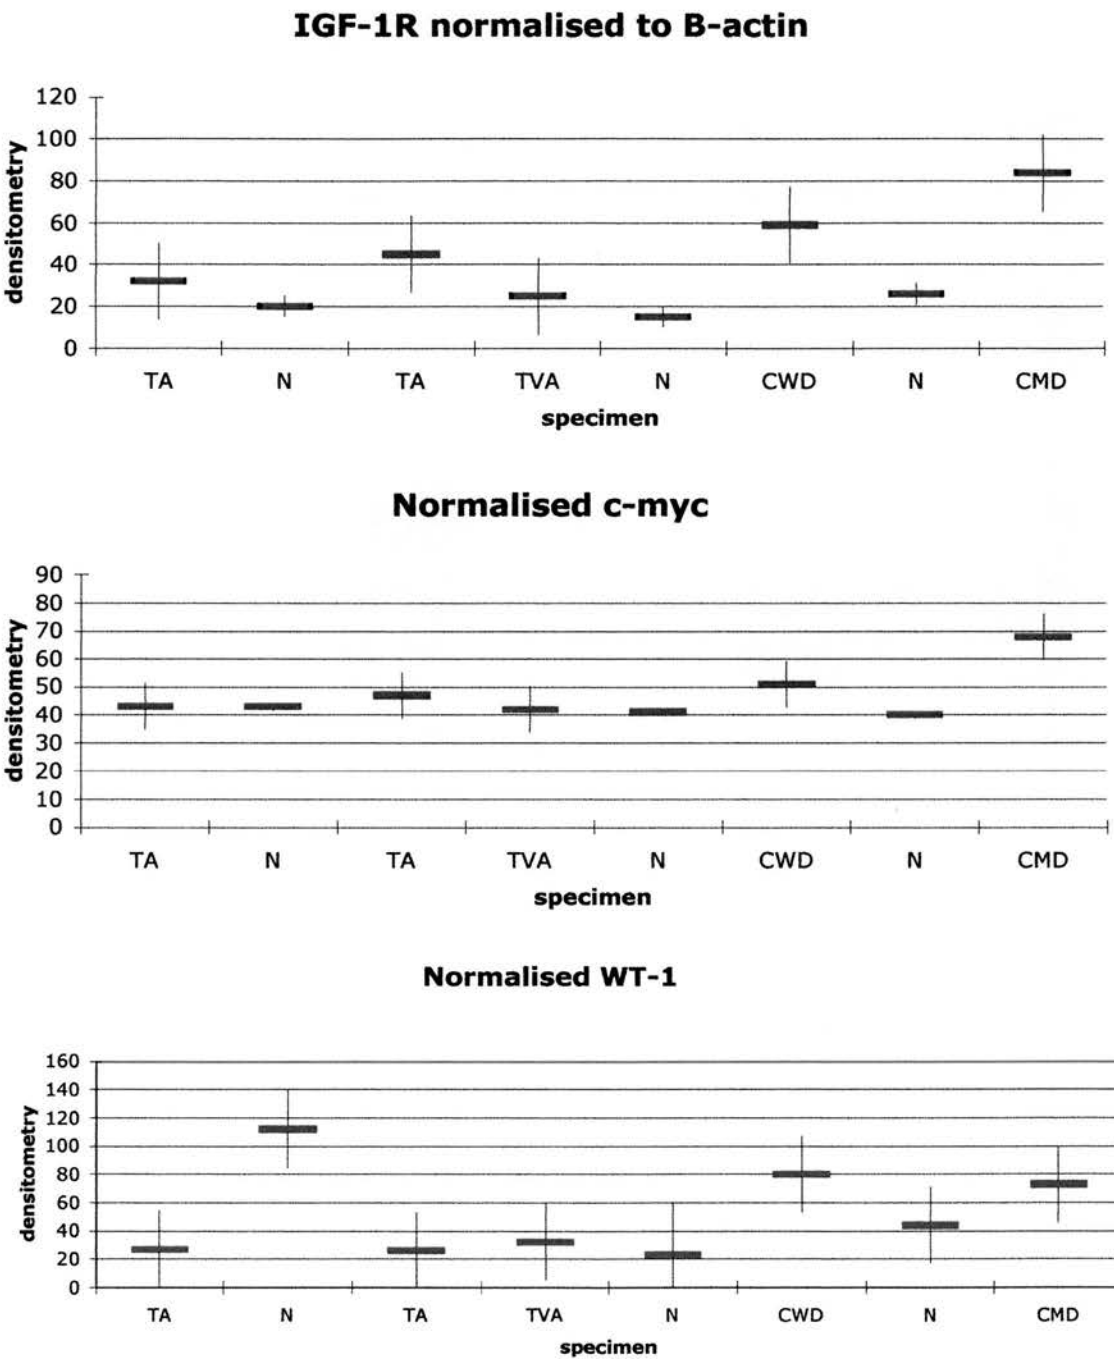 IGF-1R normalised to B-actin
120
100
80
60
40
20
0
densitometry
TA N TA TVA N CWD N CMD
specimen
Normalised c-myc
90
80
70
60
50
40
30
20
10
0
densitometry
TA N TA TVA N CWD N CMD
specimen
Normalised WT-1
160
140
120
100
80
60
40
20
0
densitometry
TA N TA TVA N CWD N CMD
specimen